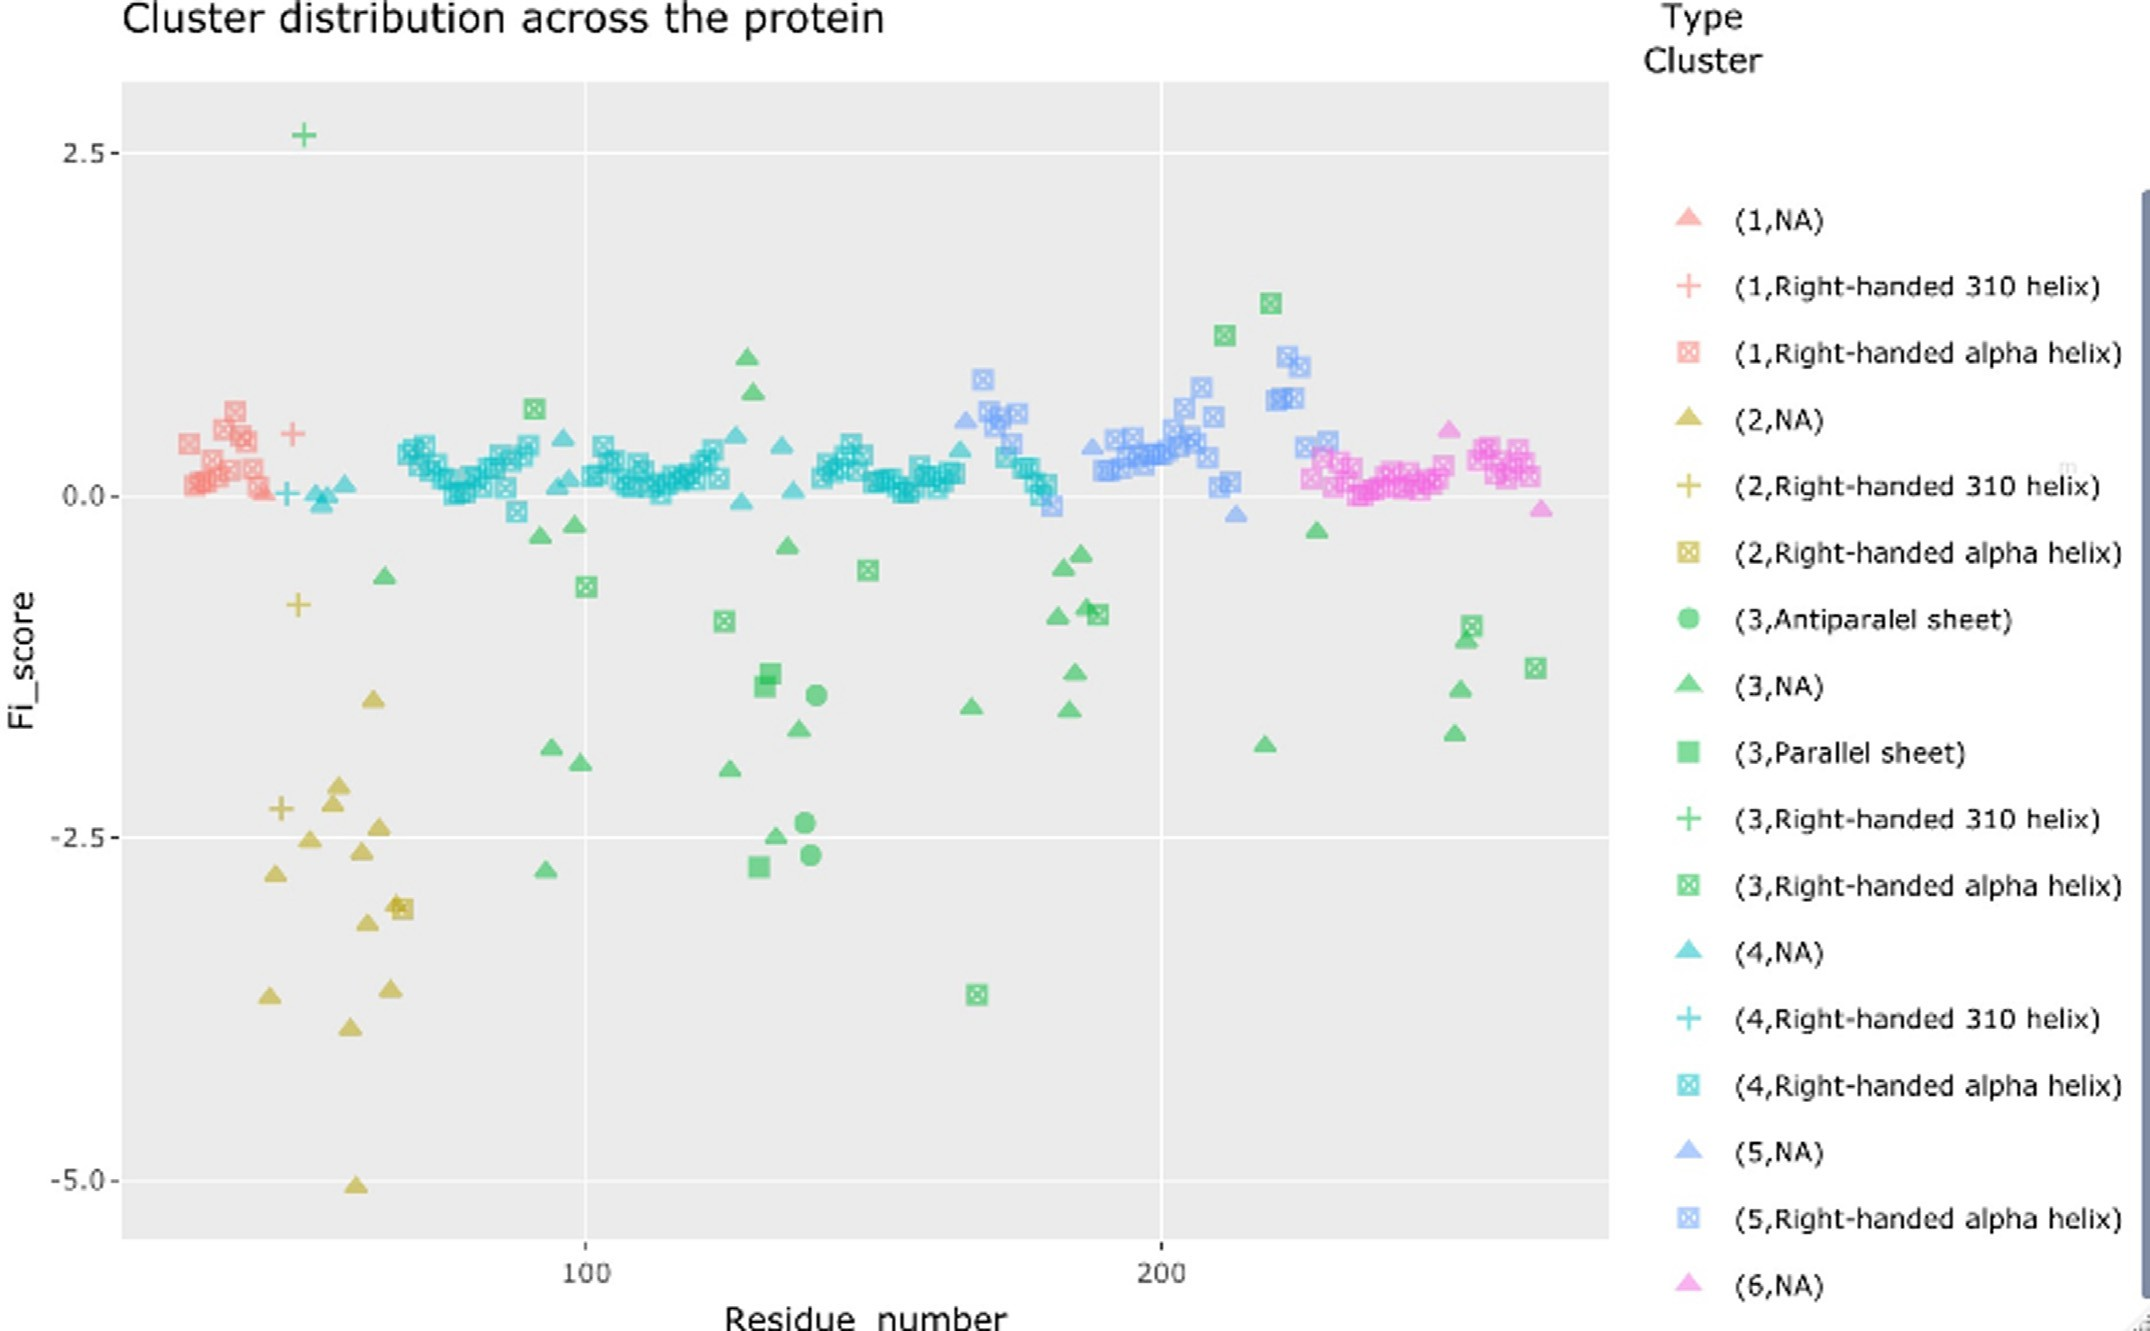 Cluster distribution across the protein
Type
Cluster
2.5
0.0
-2.5
-5.0
Fi_score
100
200
Residue_number
(1,NA)
(1,Right-handed 310 helix)
(1,Right-handed alpha helix)
(2,NA)
(2,Right-handed 310 helix)
(2,Right-handed alpha helix)
(3,Antiparalel sheet)
(3,NA)
(3,Parallel sheet)
(3,Right-handed 310 helix)
(3,Right-handed alpha helix)
(4,NA)
(4,Right-handed 310 helix)
(4,Right-handed alpha helix)
(5,NA)
(5,Right-handed alpha helix)
(6,NA)